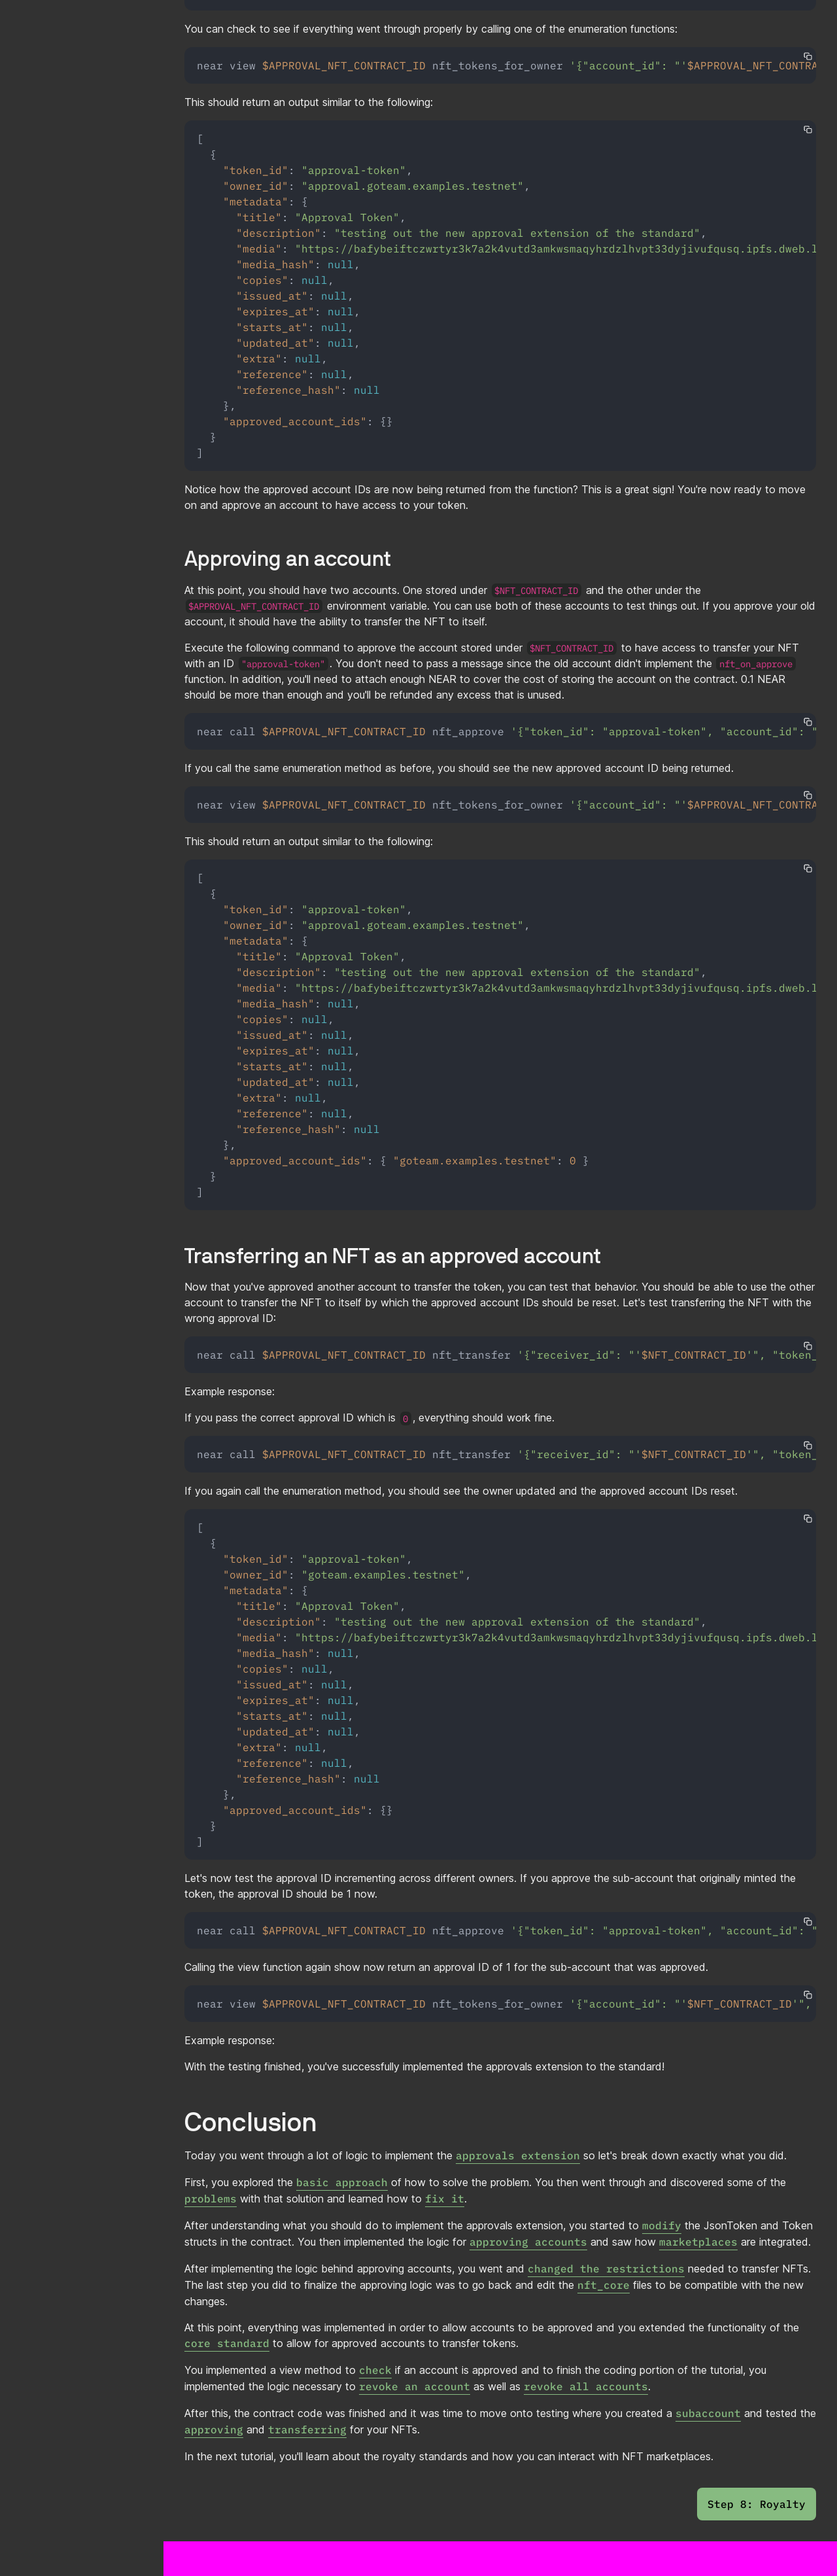 You can check to see if everything went through properly by calling one of the enumeration functions:
near view $APPROVAL_NFT_CONTRACT_ID nft_tokens_for_owner '{"account_id": "'$APPROVAL_NFT_CONTRA
This should return an output similar to the following:
[
  {
    "token_id": "approval-token",
    "owner_id": "approval.goteam.examples.testnet",
    "metadata": {
      "title": "Approval Token",
      "description": "testing out the new approval extension of the standard",
      "media": "https://bafybeiftczwrtyr3k7a2k4vutd3amkwsmaqyhrdzlhvpt33dyjivufqusq.ipfs.dweb.l
      "media_hash": null,
      "copies": null,
      "issued_at": null,
      "expires_at": null,
      "starts_at": null,
      "updated_at": null,
      "extra": null,
      "reference": null,
      "reference_hash": null
    },
    "approved_account_ids": {}
  }
]
Notice how the approved account IDs are now being returned from the function? This is a great sign! You're now ready to move
on and approve an account to have access to your token.
Approving an account
At this point, you should have two accounts. One stored under $NFT_CONTRACT_ID and the other under the
$APPROVAL_NFT_CONTRACT_ID environment variable. You can use both of these accounts to test things out. If you approve your old
account, it should have the ability to transfer the NFT to itself.
Execute the following command to approve the account stored under $NFT_CONTRACT_ID to have access to transfer your NFT
with an ID "approval-token". You don't need to pass a message since the old account didn't implement the nft_on_approve
function. In addition, you'll need to attach enough NEAR to cover the cost of storing the account on the contract. 0.1 NEAR
should be more than enough and you'll be refunded any excess that is unused.
near call $APPROVAL_NFT_CONTRACT_ID nft_approve '{"token_id": "approval-token", "account_id": "
If you call the same enumeration method as before, you should see the new approved account ID being returned.
near view $APPROVAL_NFT_CONTRACT_ID nft_tokens_for_owner '{"account_id": "'$APPROVAL_NFT_CONTRA
This should return an output similar to the following:
[
  {
    "token_id": "approval-token",
    "owner_id": "approval.goteam.examples.testnet",
    "metadata": {
      "title": "Approval Token",
      "description": "testing out the new approval extension of the standard",
      "media": "https://bafybeiftczwrtyr3k7a2k4vutd3amkwsmaqyhrdzlhvpt33dyjivufqusq.ipfs.dweb.l
      "media_hash": null,
      "copies": null,
      "issued_at": null,
      "expires_at": null,
      "starts_at": null,
      "updated_at": null,
      "extra": null,
      "reference": null,
      "reference_hash": null
    },
    "approved_account_ids": { "goteam.examples.testnet": 0 }
  }
]
Transferring an NFT as an approved account
Now that you've approved another account to transfer the token, you can test that behavior. You should be able to use the other
account to transfer the NFT to itself by which the approved account IDs should be reset. Let's test transferring the NFT with the
wrong approval ID:
near call $APPROVAL_NFT_CONTRACT_ID nft_transfer '{"receiver_id": "'$NFT_CONTRACT_ID'", "token_
Example response:
If you pass the correct approval ID which is 0, everything should work fine.
near call $APPROVAL_NFT_CONTRACT_ID nft_transfer '{"receiver_id": "'$NFT_CONTRACT_ID'", "token_
If you again call the enumeration method, you should see the owner updated and the approved account IDs reset.
[
  {
    "token_id": "approval-token",
    "owner_id": "goteam.examples.testnet",
    "metadata": {
      "title": "Approval Token",
      "description": "testing out the new approval extension of the standard",
      "media": "https://bafybeiftczwrtyr3k7a2k4vutd3amkwsmaqyhrdzlhvpt33dyjivufqusq.ipfs.dweb.l
      "media_hash": null,
      "copies": null,
      "issued_at": null,
      "expires_at": null,
      "starts_at": null,
      "updated_at": null,
      "extra": null,
      "reference": null,
      "reference_hash": null
    },
    "approved_account_ids": {}
  }
]
Let's now test the approval ID incrementing across different owners. If you approve the sub-account that originally minted the
token, the approval ID should be 1 now.
near call $APPROVAL_NFT_CONTRACT_ID nft_approve '{"token_id": "approval-token", "account_id": "
Calling the view function again show now return an approval ID of 1 for the sub-account that was approved.
near view $APPROVAL_NFT_CONTRACT_ID nft_tokens_for_owner '{"account_id": "'$NFT_CONTRACT_ID'",
Example response:
With the testing finished, you've successfully implemented the approvals extension to the standard!
Conclusion
Today you went through a lot of logic to implement the approvals extension so let's break down exactly what you did.
First, you explored the basic approach of how to solve the problem. You then went through and discovered some of the
problems with that solution and learned how to fix it.
After understanding what you should do to implement the approvals extension, you started to modify the JsonToken and Token
structs in the contract. You then implemented the logic for approving accounts and saw how marketplaces are integrated.
After implementing the logic behind approving accounts, you went and changed the restrictions needed to transfer NFTs.
The last step you did to finalize the approving logic was to go back and edit the nft_core files to be compatible with the new
changes.
At this point, everything was implemented in order to allow accounts to be approved and you extended the functionality of the
core standard to allow for approved accounts to transfer tokens.
You implemented a view method to check if an account is approved and to finish the coding portion of the tutorial, you
implemented the logic necessary to revoke an account as well as revoke all accounts.
After this, the contract code was finished and it was time to move onto testing where you created a subaccount and tested the
approving and transferring for your NFTs.
In the next tutorial, you'll learn about the royalty standards and how you can interact with NFT marketplaces.
Step 8: Royalty